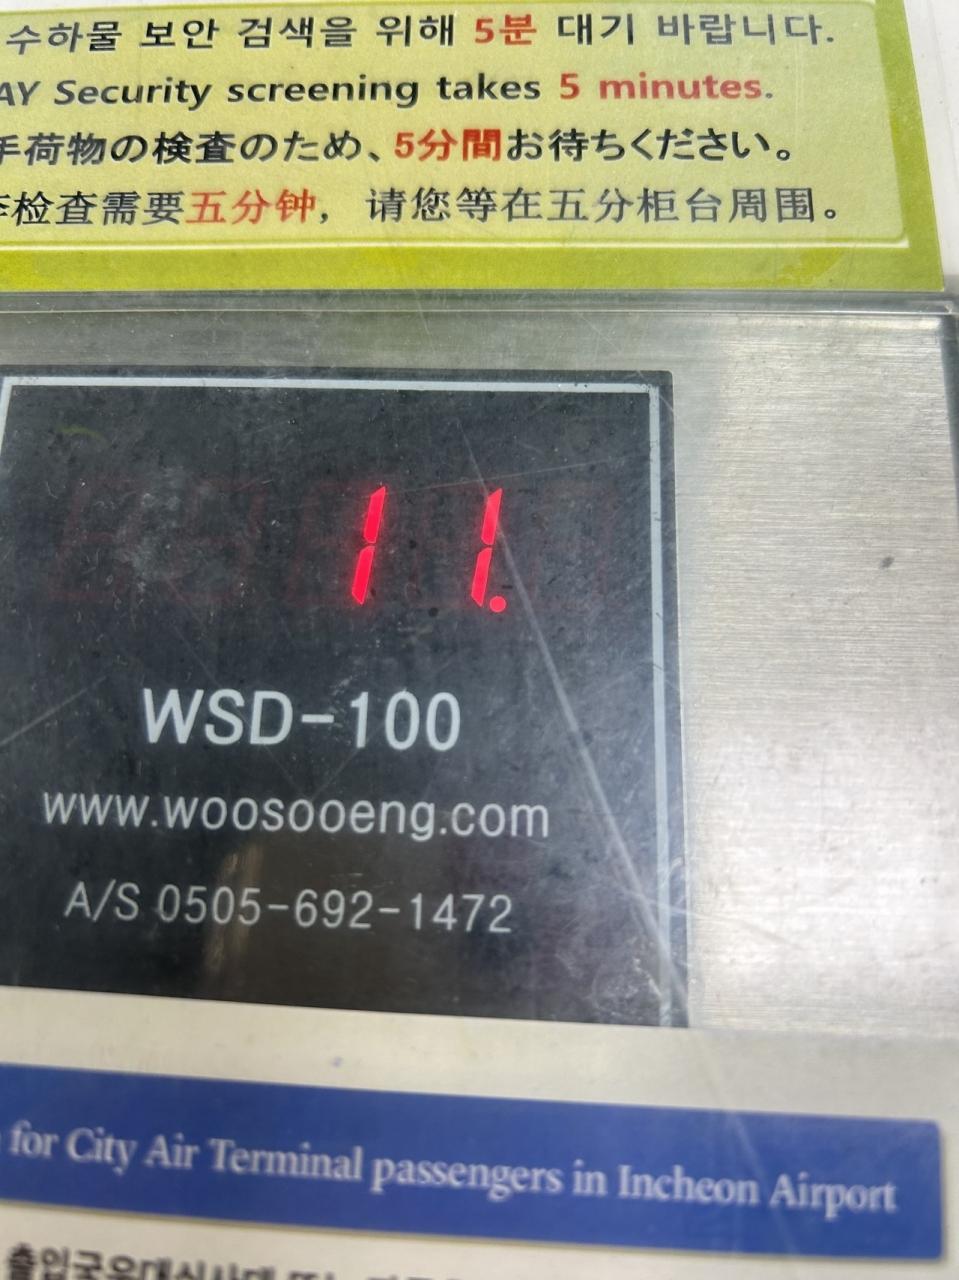 수하물 보안 검색을 위해 5분 대기 바랍니다.
AY Security screening takes 5 minutes.
手荷物の検査のため、5分間お待ちください。
检查需要五分钟, 请您等在五分柜台周围。
11.
WSD-100
www.woosooeng.com
A/S 0505-692-1472
for City Air Terminal passengers in Incheon Airport